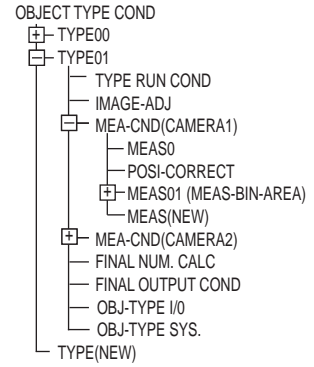 OBJECT TYPE COND
TYPE00
TYPE01
TYPE RUN COND
IMAGE-ADJ
MEA-CND(CAMERA1)
MEAS0
POSI-CORRECT
MEAS01 (MEAS-BIN-AREA)
MEAS(NEW)
MEA-CND(CAMERA2)
FINAL NUM. CALC
FINAL OUTPUT COND
OBJ-TYPE I/0
OBJ-TYPE SYS.
TYPE(NEW)